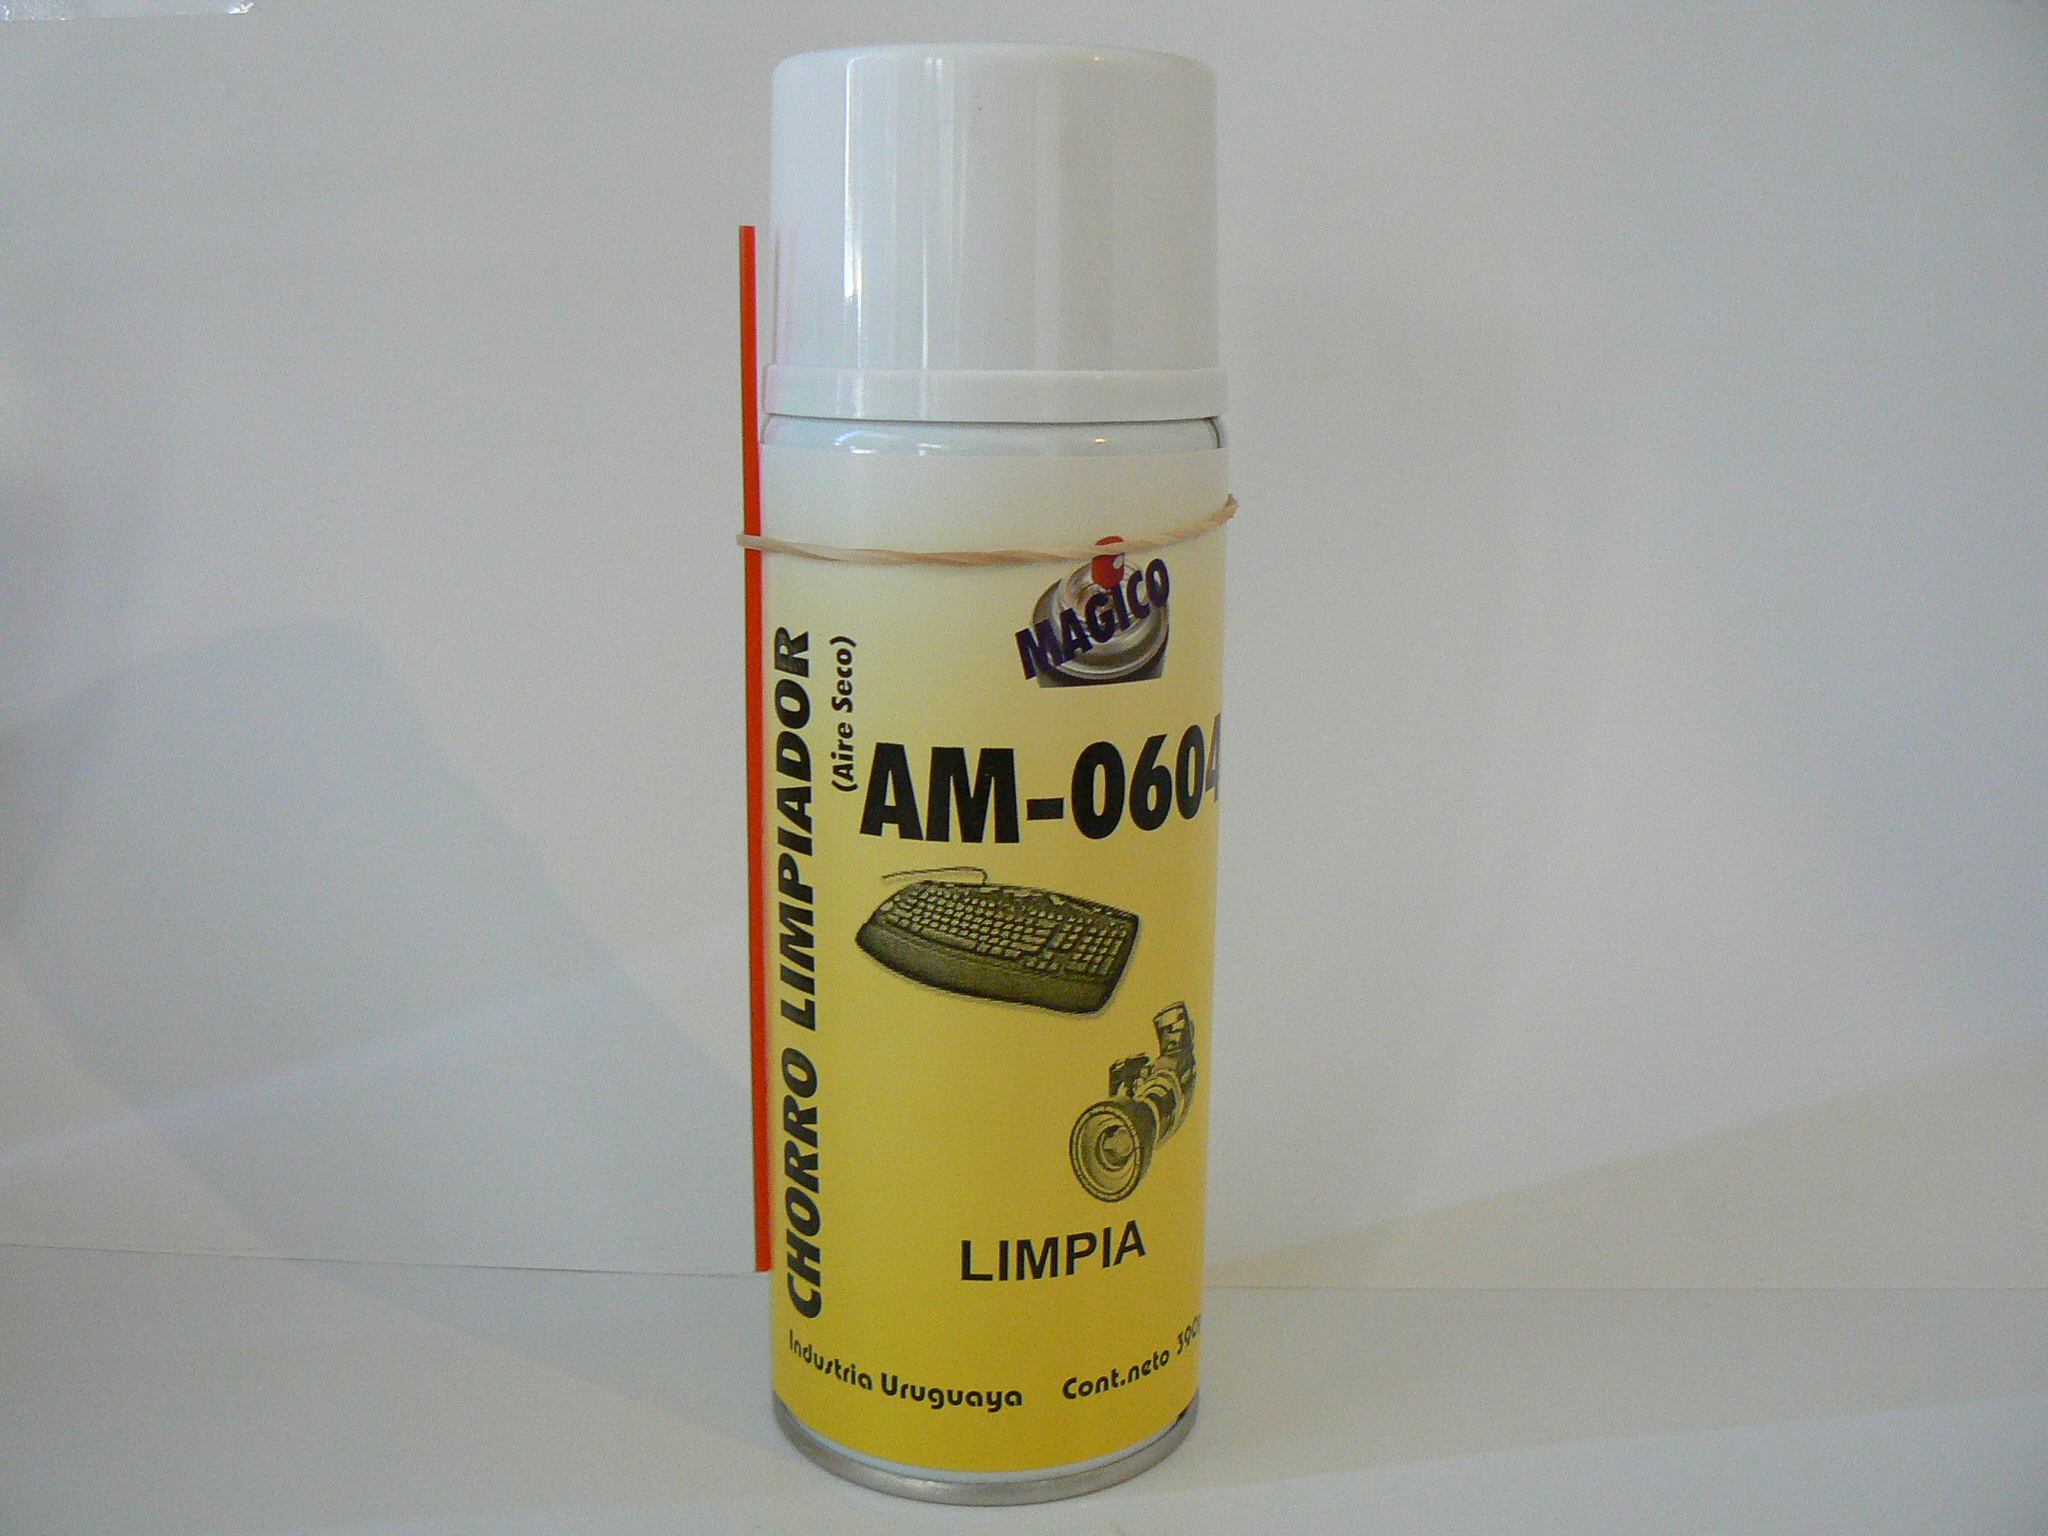 MAGiCO
CHORRO LIMPIADOR
(Aire Seco)
AM-0604
LIMPIA
Industria Uruguaya
Cont.neto